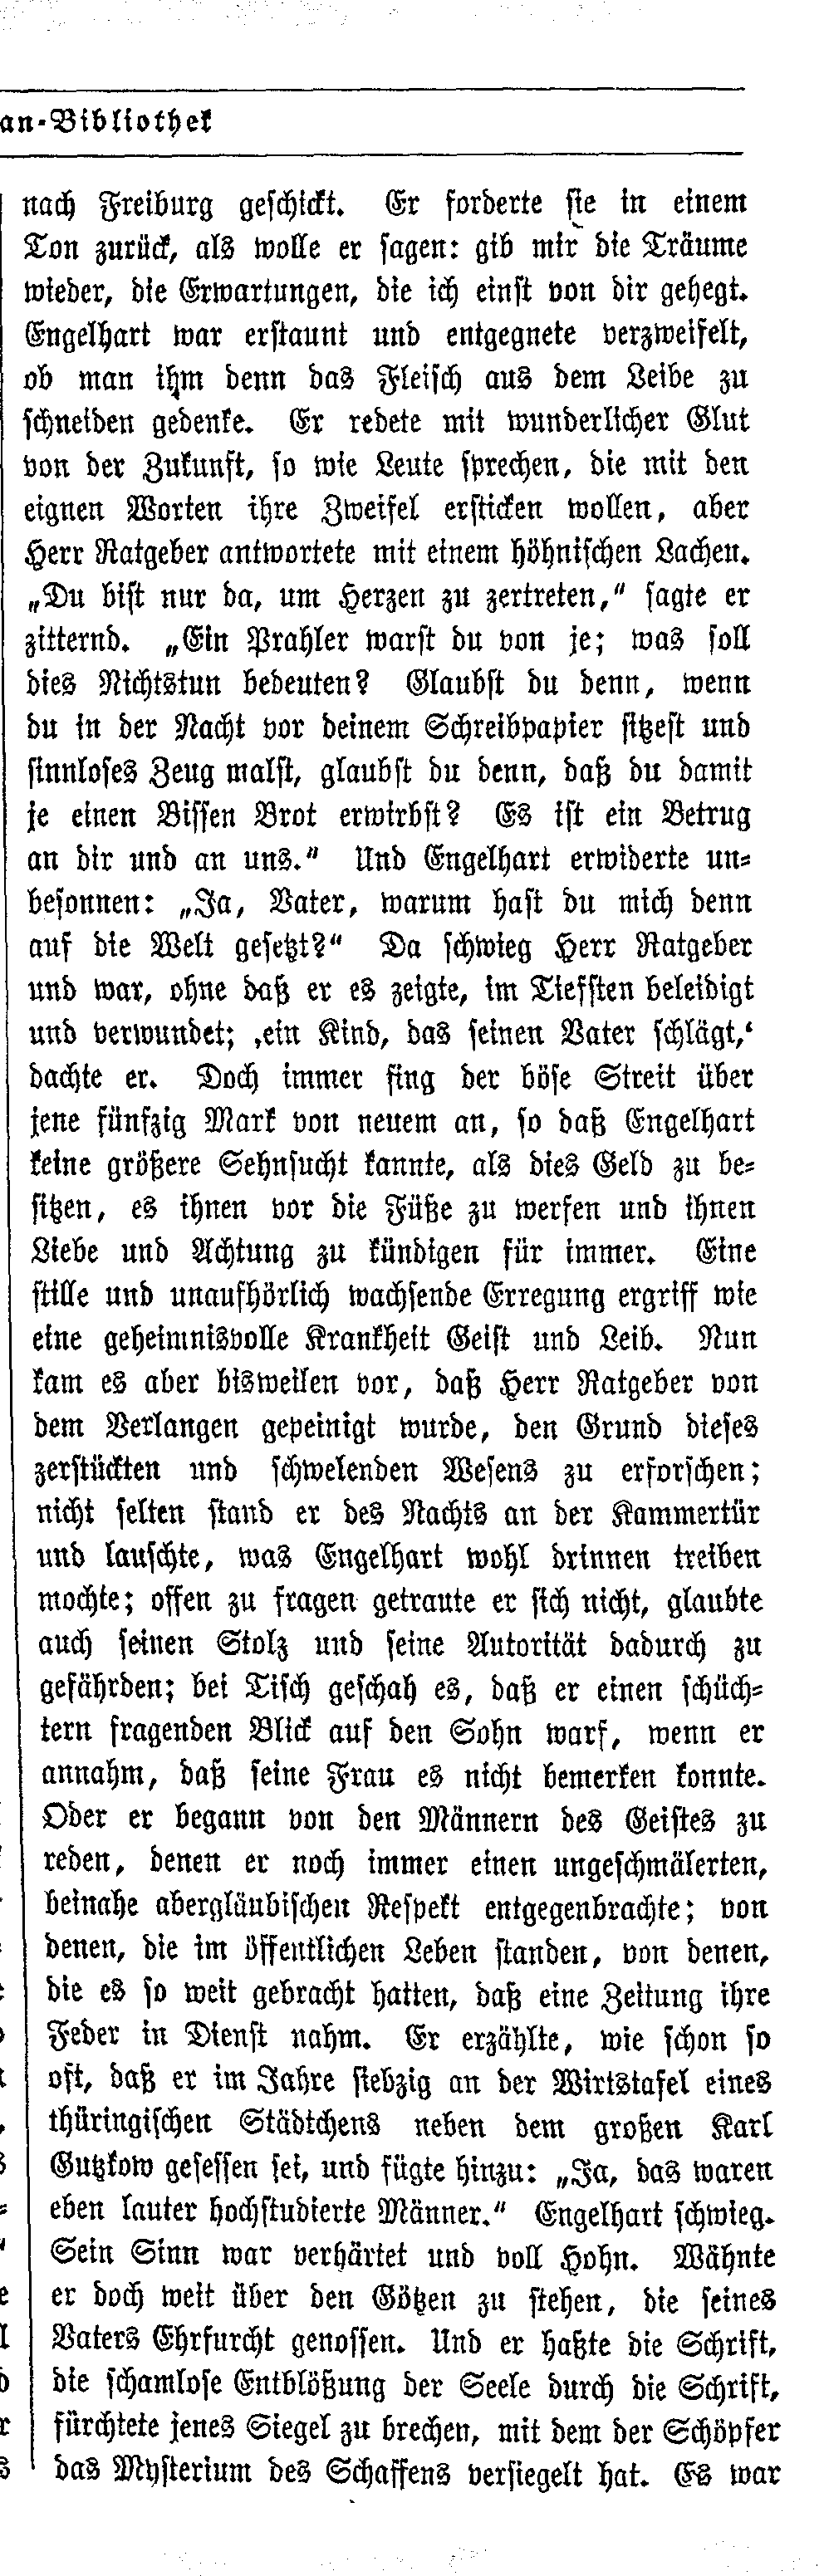 an-Bibliothek
nach Freiburg geschickt. Er forderte sie in einem
Ton zurück, als wolle er sagen: gib mir die Träume
wieder, die Erwartungen, die ich einst von dir gehegt.
Engelhart war erstaunt und entgegnete verzweifelt,
ob man ihm denn das Fleisch aus dem Leibe zu
schneiden gedenke. Er redete mit wunderlicher Glut
von der Zukunft, so wie Leute sprechen, die mit den
eignen Worten ihre Zweifel ersticken wollen, aber
Herr Ratgeber antwortete mit einem höhnischen Lachen.
„Du bist nur da, um Herzen zu zertreten,“ sagte er
zitternd. „Ein Prahler warst du von je; was soll
dies Nichtstun bedeuten? Glaubst du denn, wenn
du in der Nacht vor deinem Schreibpapier sitzest und
sinnloses Zeug malst, glaubst du denn, daß du damit
je einen Bissen Brot erwirbst? Es ist ein Betrug
an dir und an uns.“ Und Engelhart erwiderte un-
besonnen: „Ja, Vater, warum hast du mich denn
auf die Welt gesetzt?“ Da schwieg Herr Ratgeber
und war, ohne daß er es zeigte, im Tiefsten beleidigt
und verwundet; ‚ein Kind, das seinen Vater schlägt,‘
dachte er. Doch immer fing der böse Streit über
jene fünfzig Mark von neuem an, so daß Engelhart
keine größere Sehnsucht kannte, als dies Geld zu be-
sitzen, es ihnen vor die Füße zu werfen und ihnen
Liebe und Achtung zu kündigen für immer. Eine
stille und unaufhörlich wachsende Erregung ergriff wie
eine geheimnisvolle Krankheit Geist und Leib. Nun
kam es aber bisweilen vor, daß Herr Ratgeber von
dem Verlangen gepeinigt wurde, den Grund dieses
zerstückten und schwelenden Wesens zu erforschen;
nicht selten stand er des Nachts an der Kammertür
und lauschte, was Engelhart wohl drinnen treiben
mochte; offen zu fragen getraute er sich nicht, glaubte
auch seinen Stolz und seine Autorität dadurch zu
gefährden; bei Tisch geschah es, daß er einen schüch-
tern fragenden Blick auf den Sohn warf, wenn er
annahm, daß seine Frau es nicht bemerken konnte.
Oder er begann von den Männern des Geistes zu
reden, denen er noch immer einen ungeschmälerten,
beinahe abergläubischen Respekt entgegenbrachte; von
denen, die im öffentlichen Leben standen, von denen,
die es so weit gebracht hatten, daß eine Zeitung ihre
Feder in Dienst nahm. Er erzählte, wie schon so
oft, daß er im Jahre siebzig an der Wirtstafel eines
thüringischen Städtchens neben dem großen Karl
Gutzkow gesessen sei, und fügte hinzu: „Ja, das waren
eben lauter hochstudierte Männer.“ Engelhart schwieg.
Sein Sinn war verhärtet und voll Hohn. Wähnte
er doch weit über den Götzen zu stehen, die seines
Vaters Ehrfurcht genossen. Und er haßte die Schrift,
die schamlose Entblößung der Seele durch die Schrift,
fürchtete jenes Siegel zu brechen, mit dem der Schöpfer
das Mysterium des Schaffens versiegelt hat. Es war